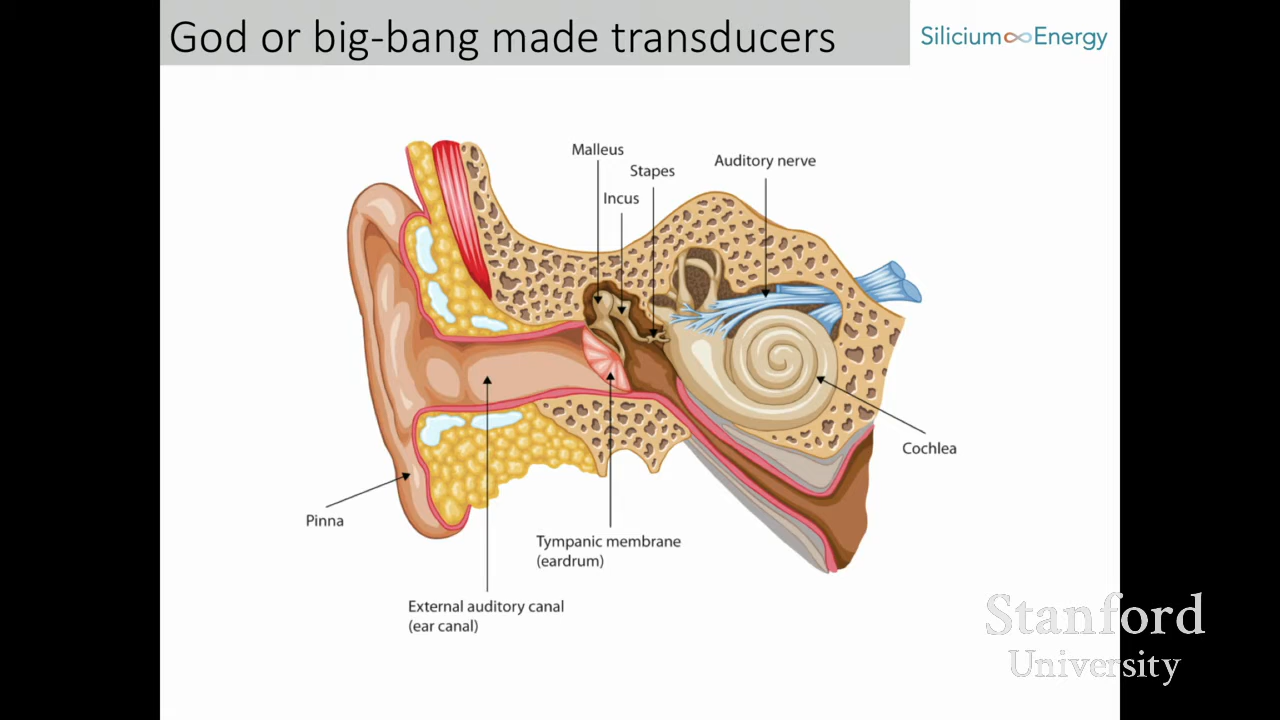 God or big-bang made transducers
Silicium Energy
Malleus
Stapes
Auditory nerve
Incus
Cochlea
Pinna
Tympanic membrane
(eardrum)
External auditory canal
(ear canal)
Stanford
University